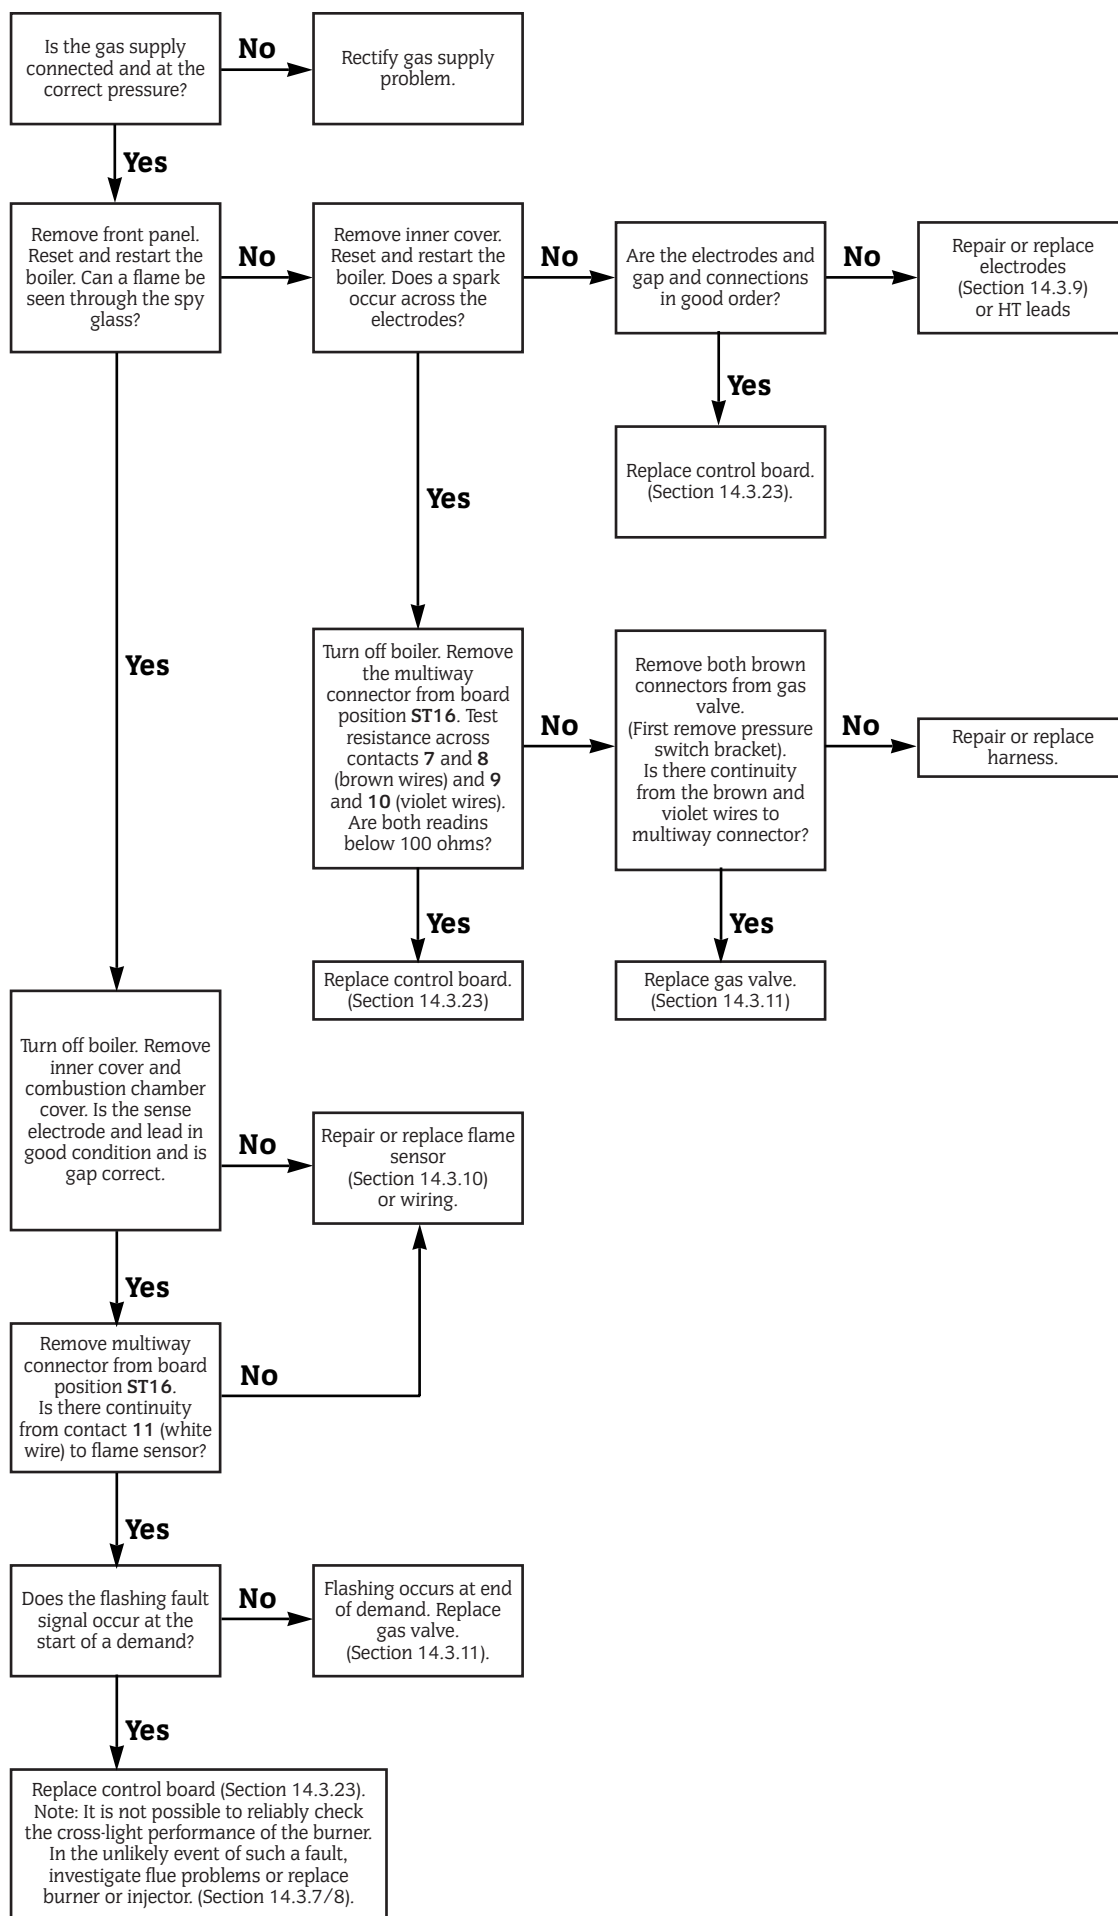 Is the gas supply
connected and at the
correct pressure?
No
Rectify gas supply
problem.
Yes
Remove front panel.
Reset and restart the
boiler. Can a flame be
seen through the spy
glass?
No
Remove inner cover.
Reset and restart the
boiler. Does a spark
occur across the
electrodes?
No
Are the electrodes and
gap and connections
in good order?
No
Repair or replace
electrodes
(Section 14.3.9)
or HT leads
Yes
Replace control board.
(Section 14.3.23).
Yes
Yes
Turn off boiler. Remove
the multiway
connector from board
position ST16. Test
resistance across
contacts 7 and 8
(brown wires) and 9
and 10 (violet wires).
Are both readins
below 100 ohms?
No
Remove both brown
connectors from gas
valve.
(First remove pressure
switch bracket).
Is there continuity
from the brown and
violet wires to
multiway connector?
No
Repair or replace
harness.
Yes
Replace control board.
(Section 14.3.23)
Yes
Replace gas valve.
(Section 14.3.11)
Turn off boiler. Remove
inner cover and
combustion chamber
cover. Is the sense
electrode and lead in
good condition and is
gap correct.
No
Repair or replace flame
sensor
(Section 14.3.10)
or wiring.
Yes
Remove multiway
connector from board
position ST16.
Is there continuity
from contact 11 (white
wire) to flame sensor?
No
Yes
Does the flashing fault
signal occur at the
start of a demand?
No
Flashing occurs at end
of demand. Replace
gas valve.
(Section 14.3.11).
Yes
Replace control board (Section 14.3.23).
Note: It is not possible to reliably check
the cross-light performance of the burner.
In the unlikely event of such a fault,
investigate flue problems or replace
burner or injector. (Section 14.3.7/8).